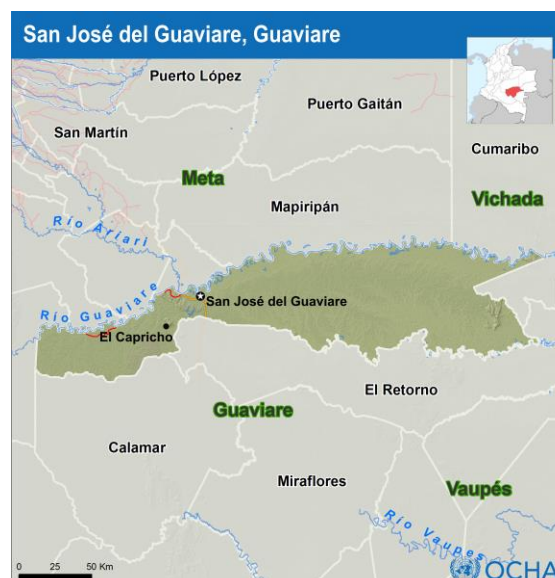 San José del Guaviare, Guaviare
Puerto López
Puerto Gaitán
San Martín
Cumaribo
Meta
Vichada
Mapiripán
Río Ariari
San José del Guaviare
Río Guaviare
El Capricho
El Retorno
Guaviare
Calamar
Miraflores
Vaupés
Río Vaupes
0 25 50 Km
OCHA